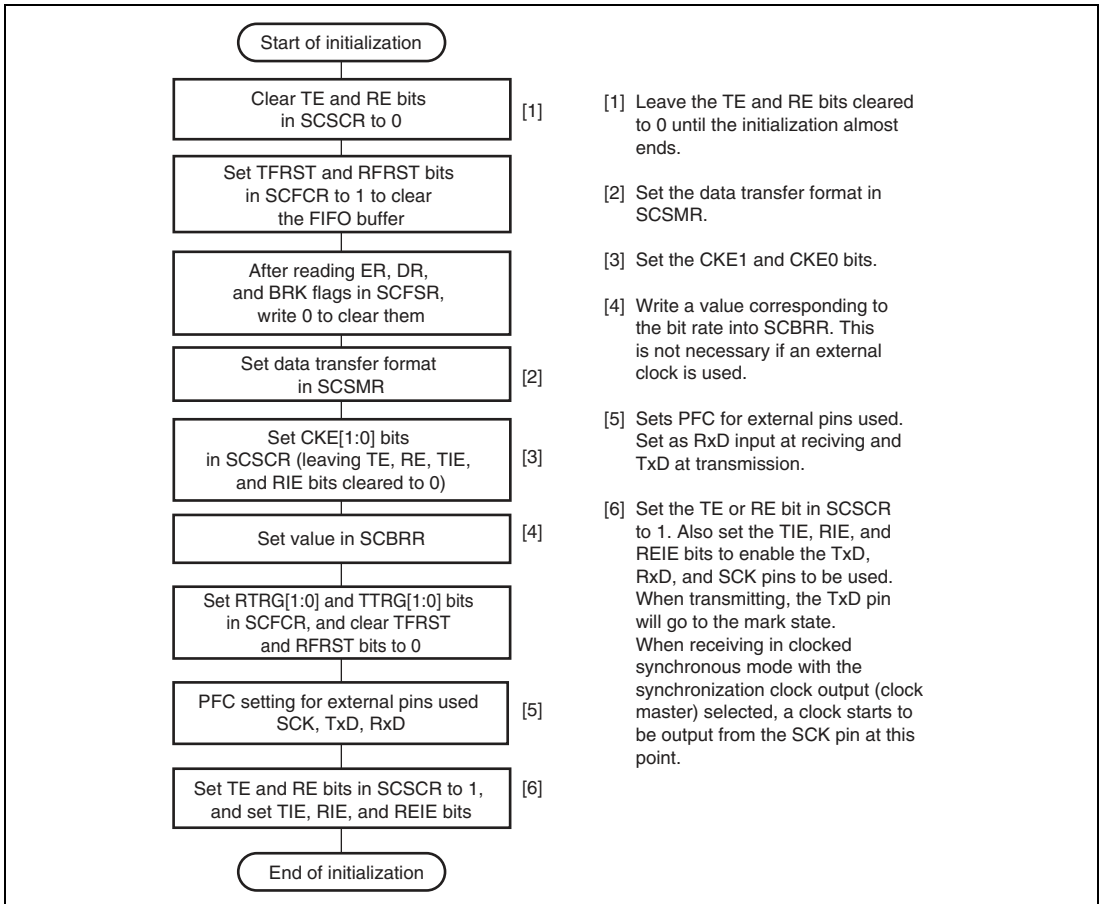 Start of initialization
Clear TE and RE bits
in SCSCR to 0
[1]
Set TFRST and RFRST bits
in SCFCR to 1 to clear
the FIFO buffer
After reading ER, DR,
and BRK flags in SCFSR,
write 0 to clear them
Set data transfer format
in SCSMR
[2]
Set CKE[1:0] bits
in SCSCR (leaving TE, RE, TIE,
and RIE bits cleared to 0)
[3]
Set value in SCBRR
[4]
Set RTRG[1:0] and TTRG[1:0] bits
in SCFCR, and clear TFRST
and RFRST bits to 0
PFC setting for external pins used
SCK, TxD, RxD
[5]
Set TE and RE bits in SCSCR to 1,
and set TIE, RIE, and REIE bits
[6]
End of initialization
[1] Leave the TE and RE bits cleared
to 0 until the initialization almost
ends.
[2] Set the data transfer format in
SCSMR.
[3] Set the CKE1 and CKE0 bits.
[4] Write a value corresponding to
the bit rate into SCBRR. This
is not necessary if an external
clock is used.
[5] Sets PFC for external pins used.
Set as RxD input at reciving and
TxD at transmission.
[6] Set the TE or RE bit in SCSCR
to 1. Also set the TIE, RIE, and
REIE bits to enable the TxD,
RxD, and SCK pins to be used.
When transmitting, the TxD pin
will go to the mark state.
When receiving in clocked
synchronous mode with the
synchronization clock output (clock
master) selected, a clock starts to
be output from the SCK pin at this
point.